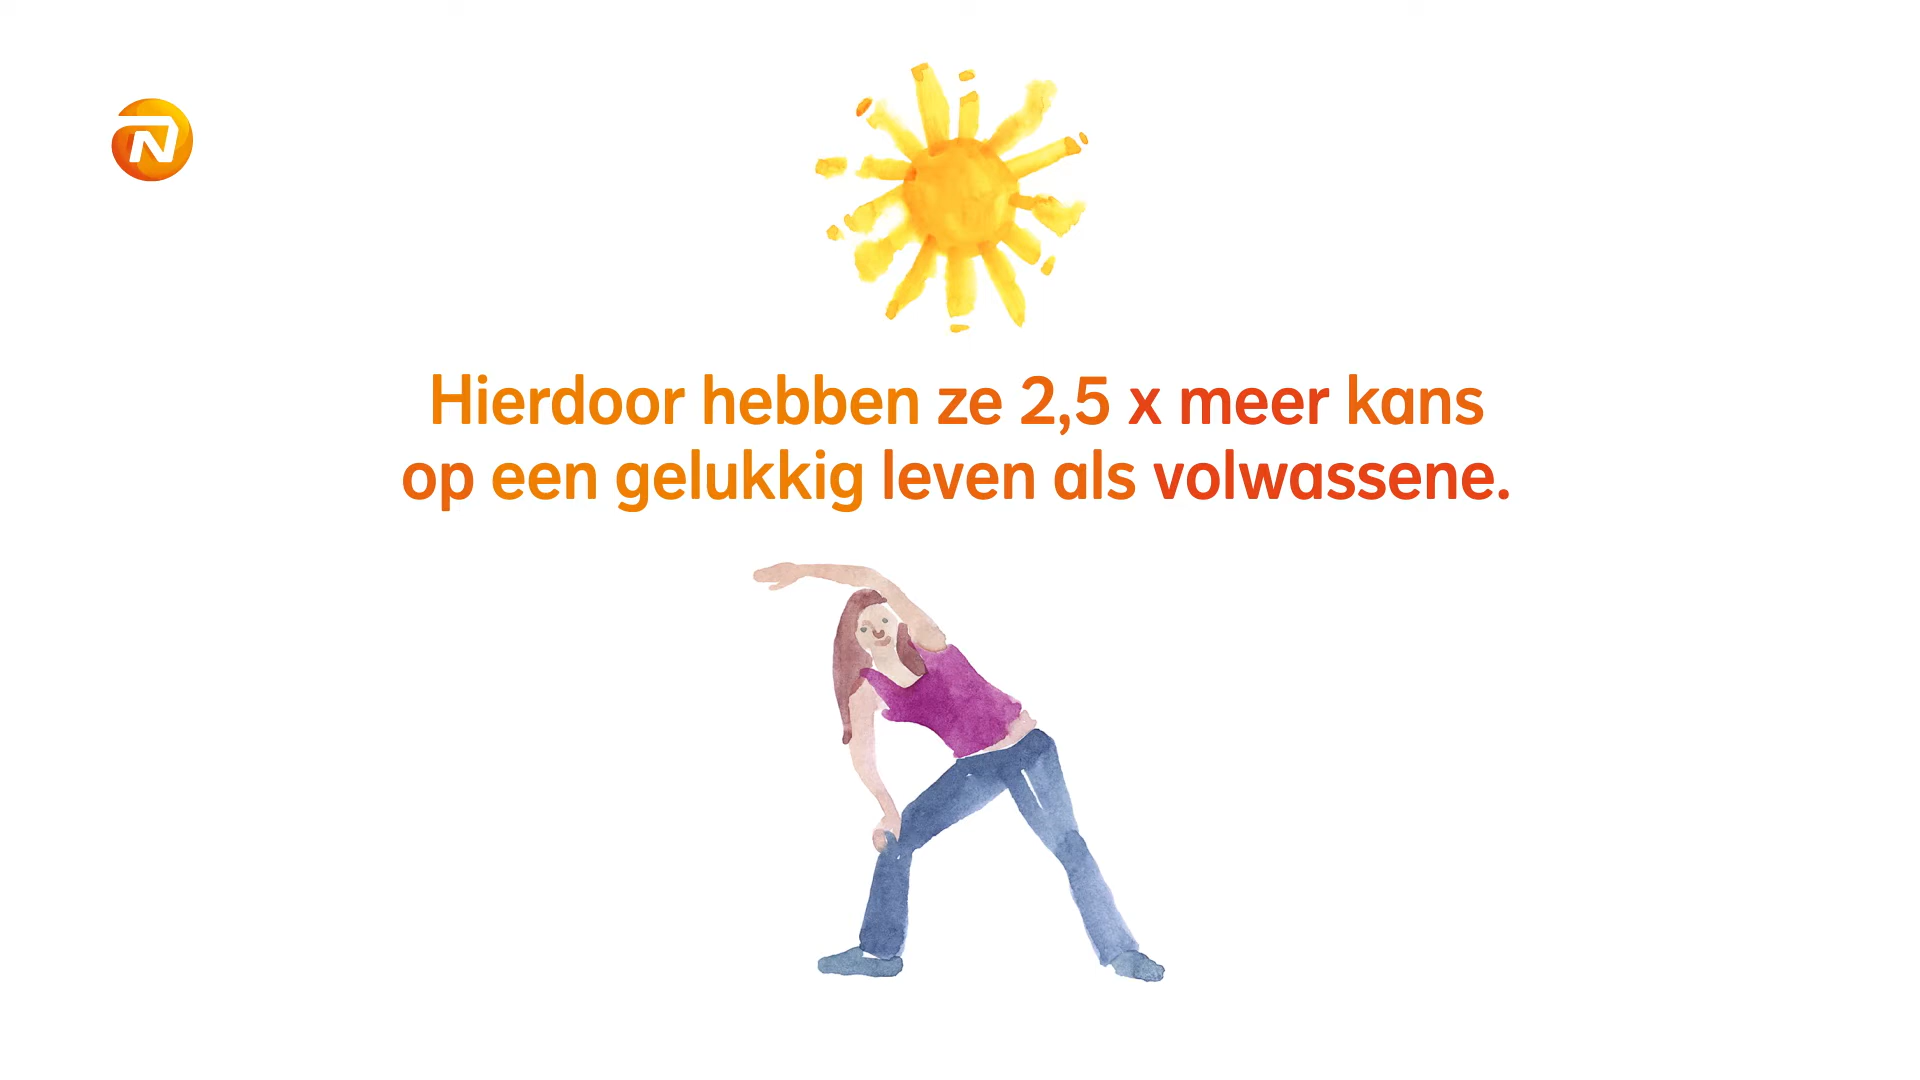 N
Hierdoor hebben ze 2,5 x meer kans
op een gelukkig leven als volwassene.